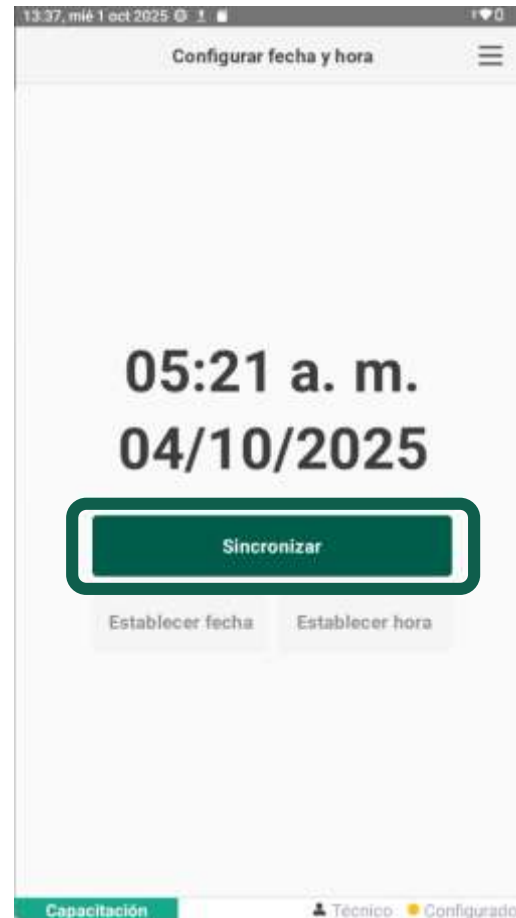 13:37, mié 1 oct 2025
Configurar fecha y hora
05:21 a. m.
04/10/2025
Sincronizar
Establecer fecha Establecer hora
Capacitación Técnico Configurado